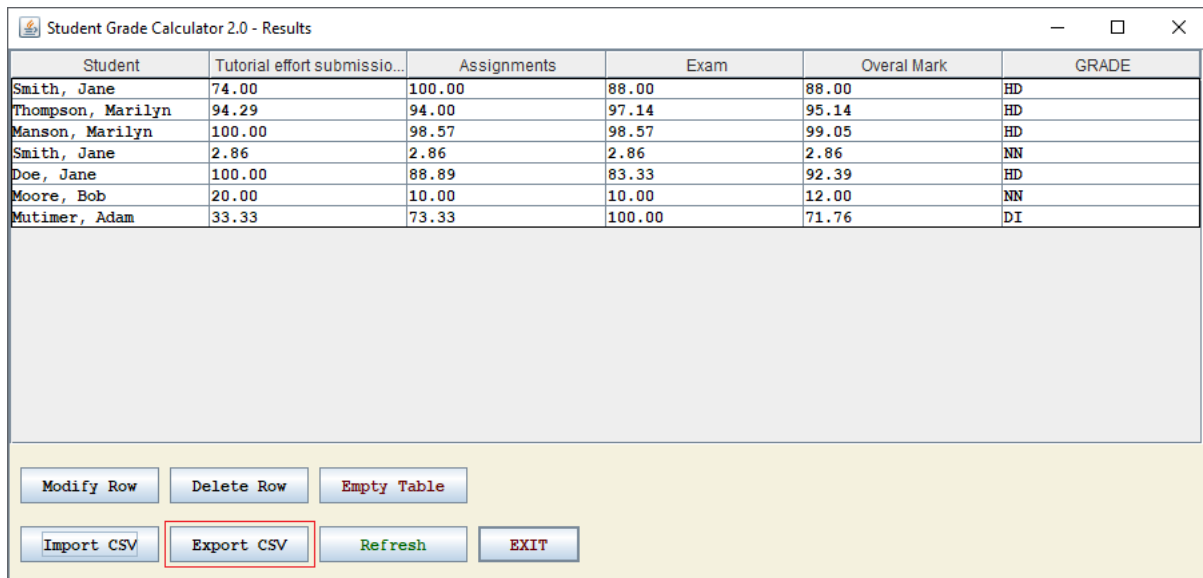 Student Grade Calculator 2.0 - Results
Student Tutorial effort submissio... Assignments Exam Overal Mark GRADE
Smith, Jane 74.00 100.00 88.00 88.00 HD
Thompson, Marilyn 94.29 94.00 97.14 95.14 HD
Manson, Marilyn 100.00 98.57 98.57 99.05 HD
Smith, Jane 2.86 2.86 2.86 2.86 NN
Doe, Jane 100.00 88.89 83.33 92.39 HD
Moore, Bob 20.00 10.00 10.00 12.00 NN
Mutimer, Adam 33.33 73.33 100.00 71.76 DI
Modify Row Delete Row Empty Table
Import CSV Export CSV Refresh EXIT